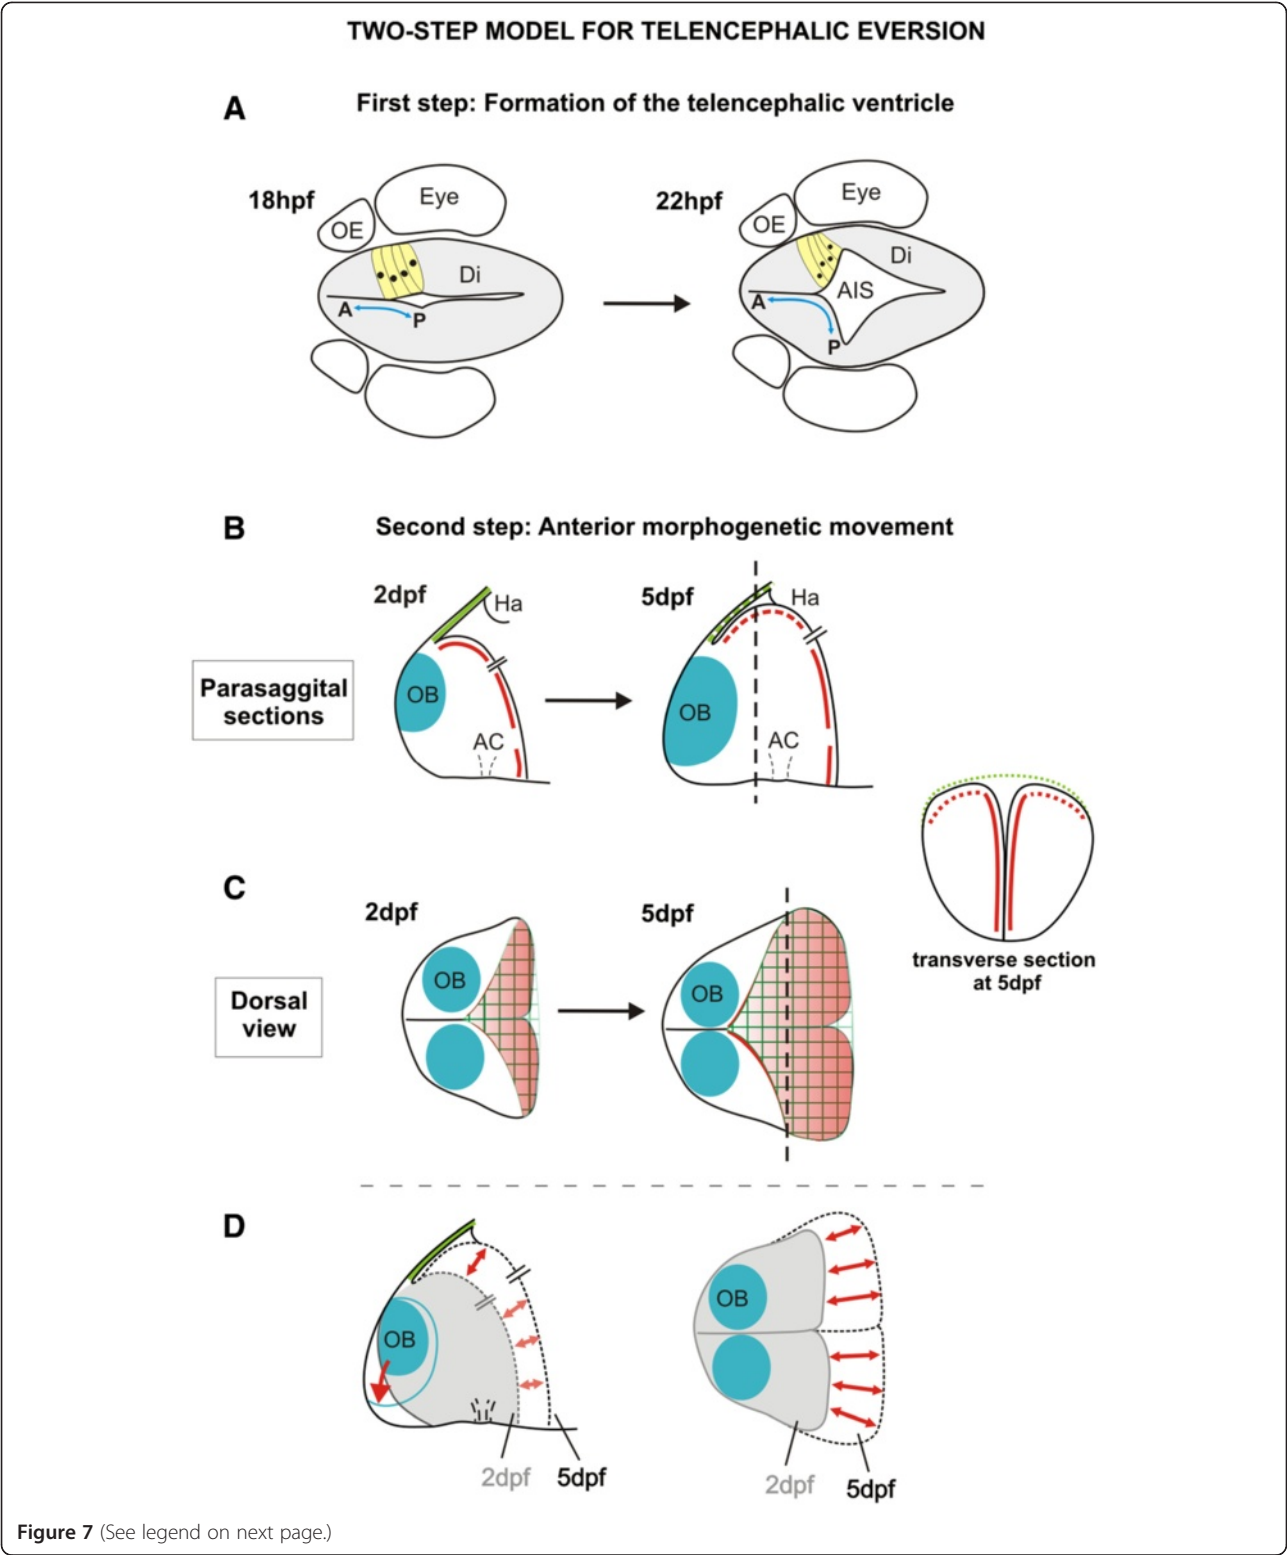 TWO-STEP MODEL FOR TELENCEPHALIC EVERSION
A
First step: Formation of the telencephalic ventricle
18hpf
Eye
OE
Di
A
P
22hpf
Eye
OE
Di
AIS
A
P
B
Second step: Anterior morphogenetic movement
2dpf
Ha
OB
AC
5dpf
Ha
OB
AC
Parasaggital
sections
C
2dpf
OB
5dpf
OB
Dorsal
view
transverse section
at 5dpf
D
OB
2dpf
5dpf
OB
2dpf
5dpf
Figure 7 (See legend on next page.)